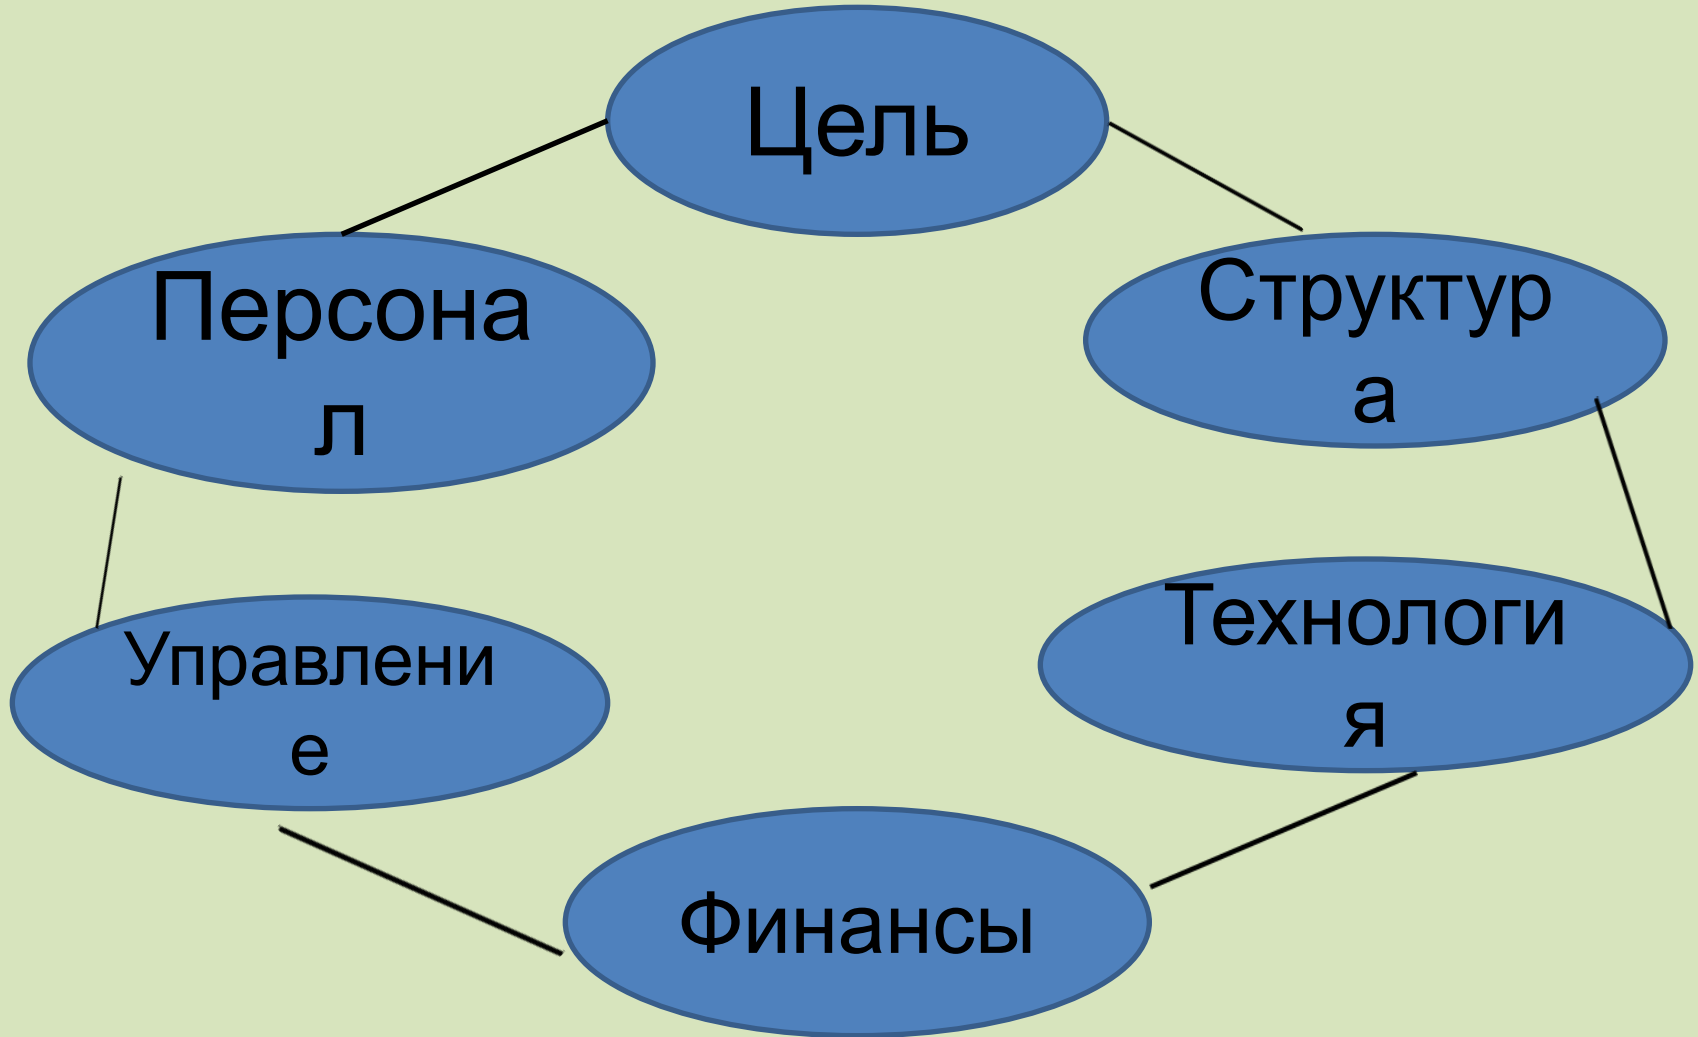 Цель
Персона
л
Структур
а
Управлени
е
Технологи
я
Финансы